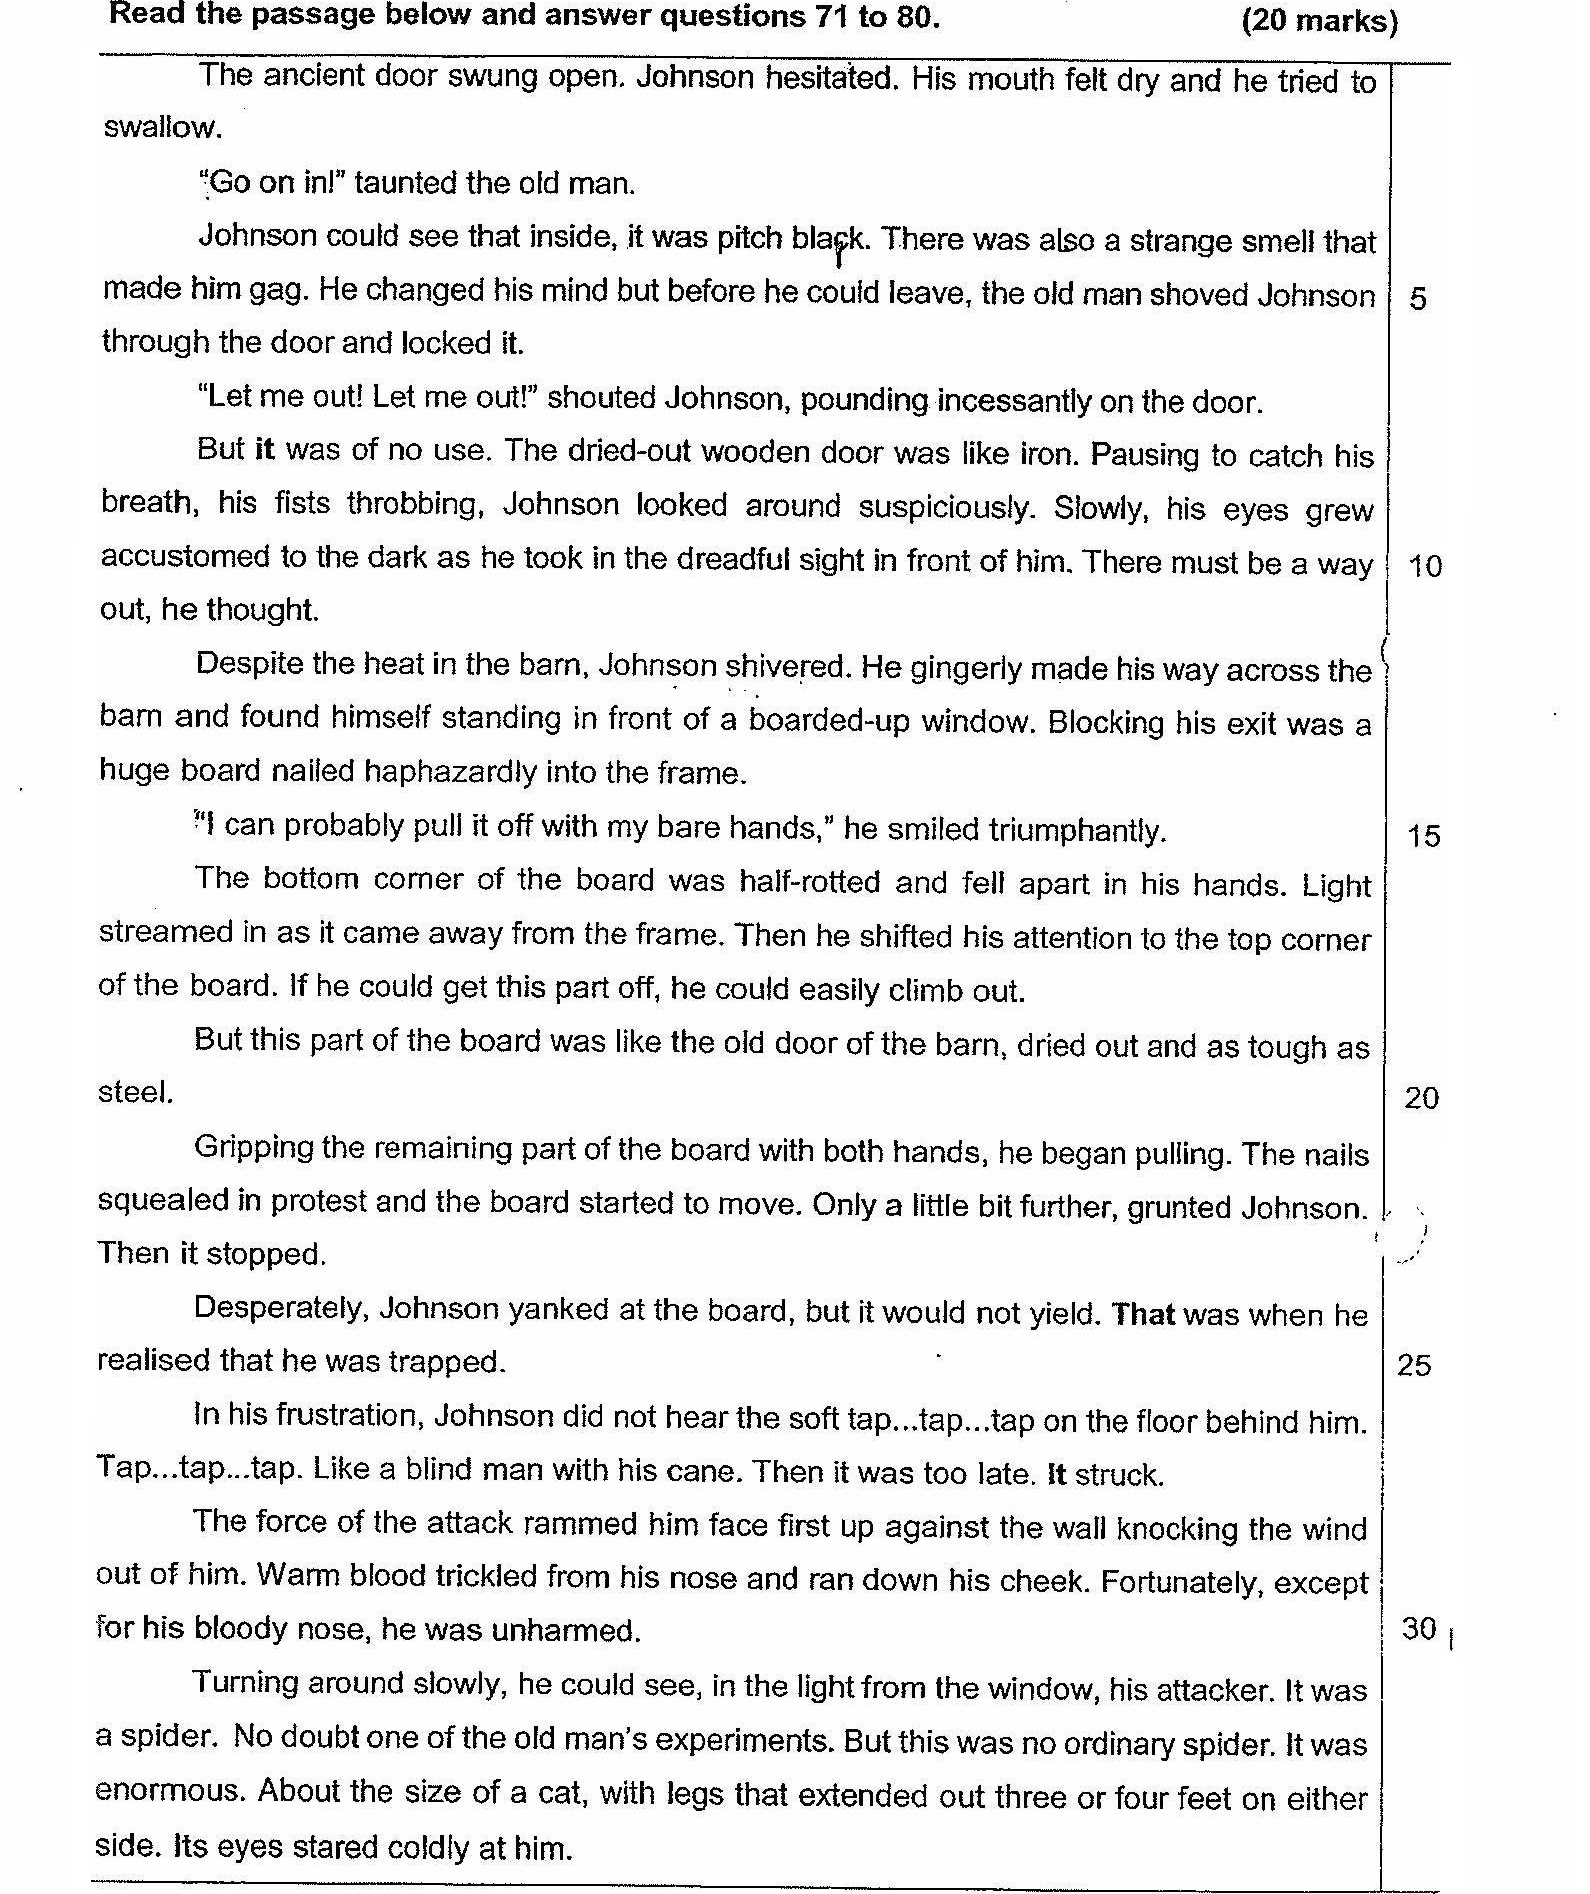 Read the passage below and answer questions 71 to 80. (20 marks)
The ancient door swung open. Johnson hesitated. His mouth felt dry and he tried to
swallow.
“Go on in!” taunted the old man.
Johnson could see that inside, it was pitch black. There was also a strange smell that
made him gag. He changed his mind but before he could leave, the old man shoved Johnson 5
through the door and locked it.
“Let me out! Let me out!” shouted Johnson, pounding incessantly on the door.
But it was of no use. The dried-out wooden door was like iron. Pausing to catch his
breath, his fists throbbing, Johnson looked around suspiciously. Slowly, his eyes grew
accustomed to the dark as he took in the dreadful sight in front of him. There must be a way 10
out, he thought.
Despite the heat in the barn, Johnson shivered. He gingerly made his way across the
barn and found himself standing in front of a boarded-up window. Blocking his exit was a
huge board nailed haphazardly into the frame.
“I can probably pull it off with my bare hands,” he smiled triumphantly. 15
The bottom corner of the board was half-rotted and fell apart in his hands. Light
streamed in as it came away from the frame. Then he shifted his attention to the top corner
of the board. If he could get this part off, he could easily climb out.
But this part of the board was like the old door of the barn, dried out and as tough as
steel. 20
Gripping the remaining part of the board with both hands, he began pulling. The nails
squealed in protest and the board started to move. Only a little bit further, grunted Johnson.
Then it stopped.
Desperately, Johnson yanked at the board, but it would not yield. That was when he
realised that he was trapped. 25
In his frustration, Johnson did not hear the soft tap...tap...tap on the floor behind him.
Tap...tap...tap. Like a blind man with his cane. Then it was too late. It struck.
The force of the attack rammed him face first up against the wall knocking the wind
out of him. Warm blood trickled from his nose and ran down his cheek. Fortunately, except
for his bloody nose, he was unharmed. 30
Turning around slowly, he could see, in the light from the window, his attacker. It was
a spider. No doubt one of the old man's experiments. But this was no ordinary spider. It was
enormous. About the size of a cat, with legs that extended out three or four feet on either
side. Its eyes stared coldly at him.